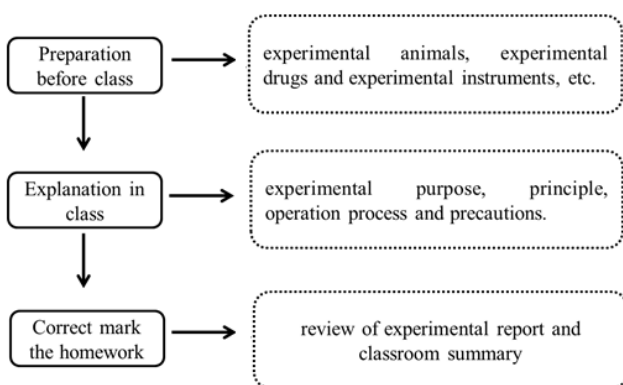 Preparation
before class
experimental animals, experimental
drugs and experimental instruments, etc.
Explanation in
class
experimental purpose, principle,
operation process and precautions.
Correct mark
the homework
review of experimental report and
classroom summary